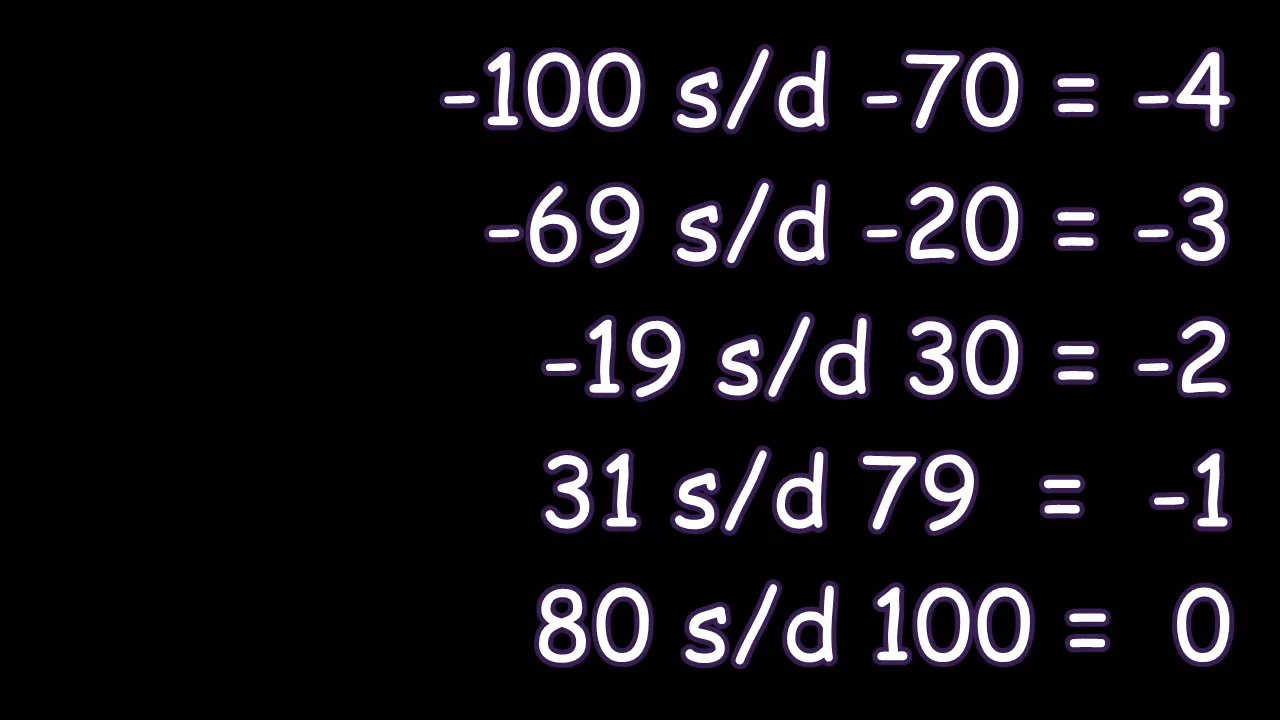 -100 s/d -70 = -4
-69 s/d -20 = -3
-19 s/d 30 = -2
31 s/d 79 = -1
80 s/d 100 = 0